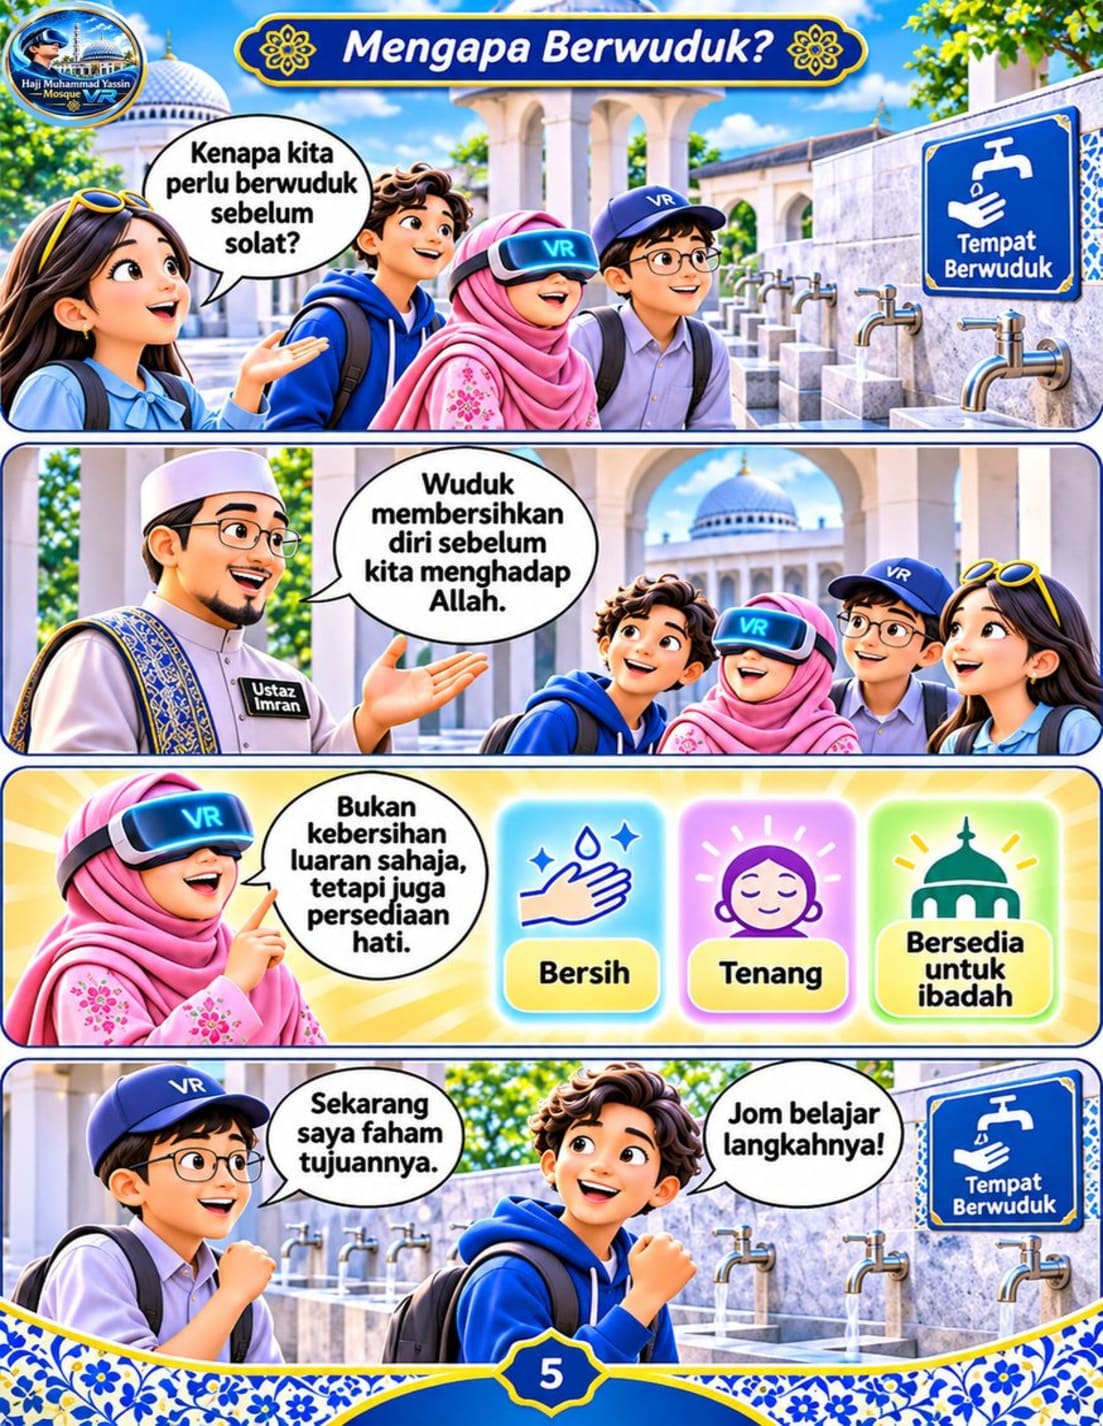 Haji Muhammad Yassin
Mosque VR
Mengapa Berwuduk?
Kenapa kita
perlu berwuduk
sebelum
solat?
VR
VR
Tempat
Berwuduk
Wuduk
membersihkan
diri sebelum
kita menghadap
Allah.
Ustaz
Imran
VR
VR
VR
Bukan
kebersihan
luaran sahaja,
tetapi juga
persediaan
hati.
Bersih
Tenang
Bersedia
untuk
ibadah
VR
Sekarang
saya faham
tujuannya.
Jom belajar
langkahnya!
Tempat
Berwuduk
5